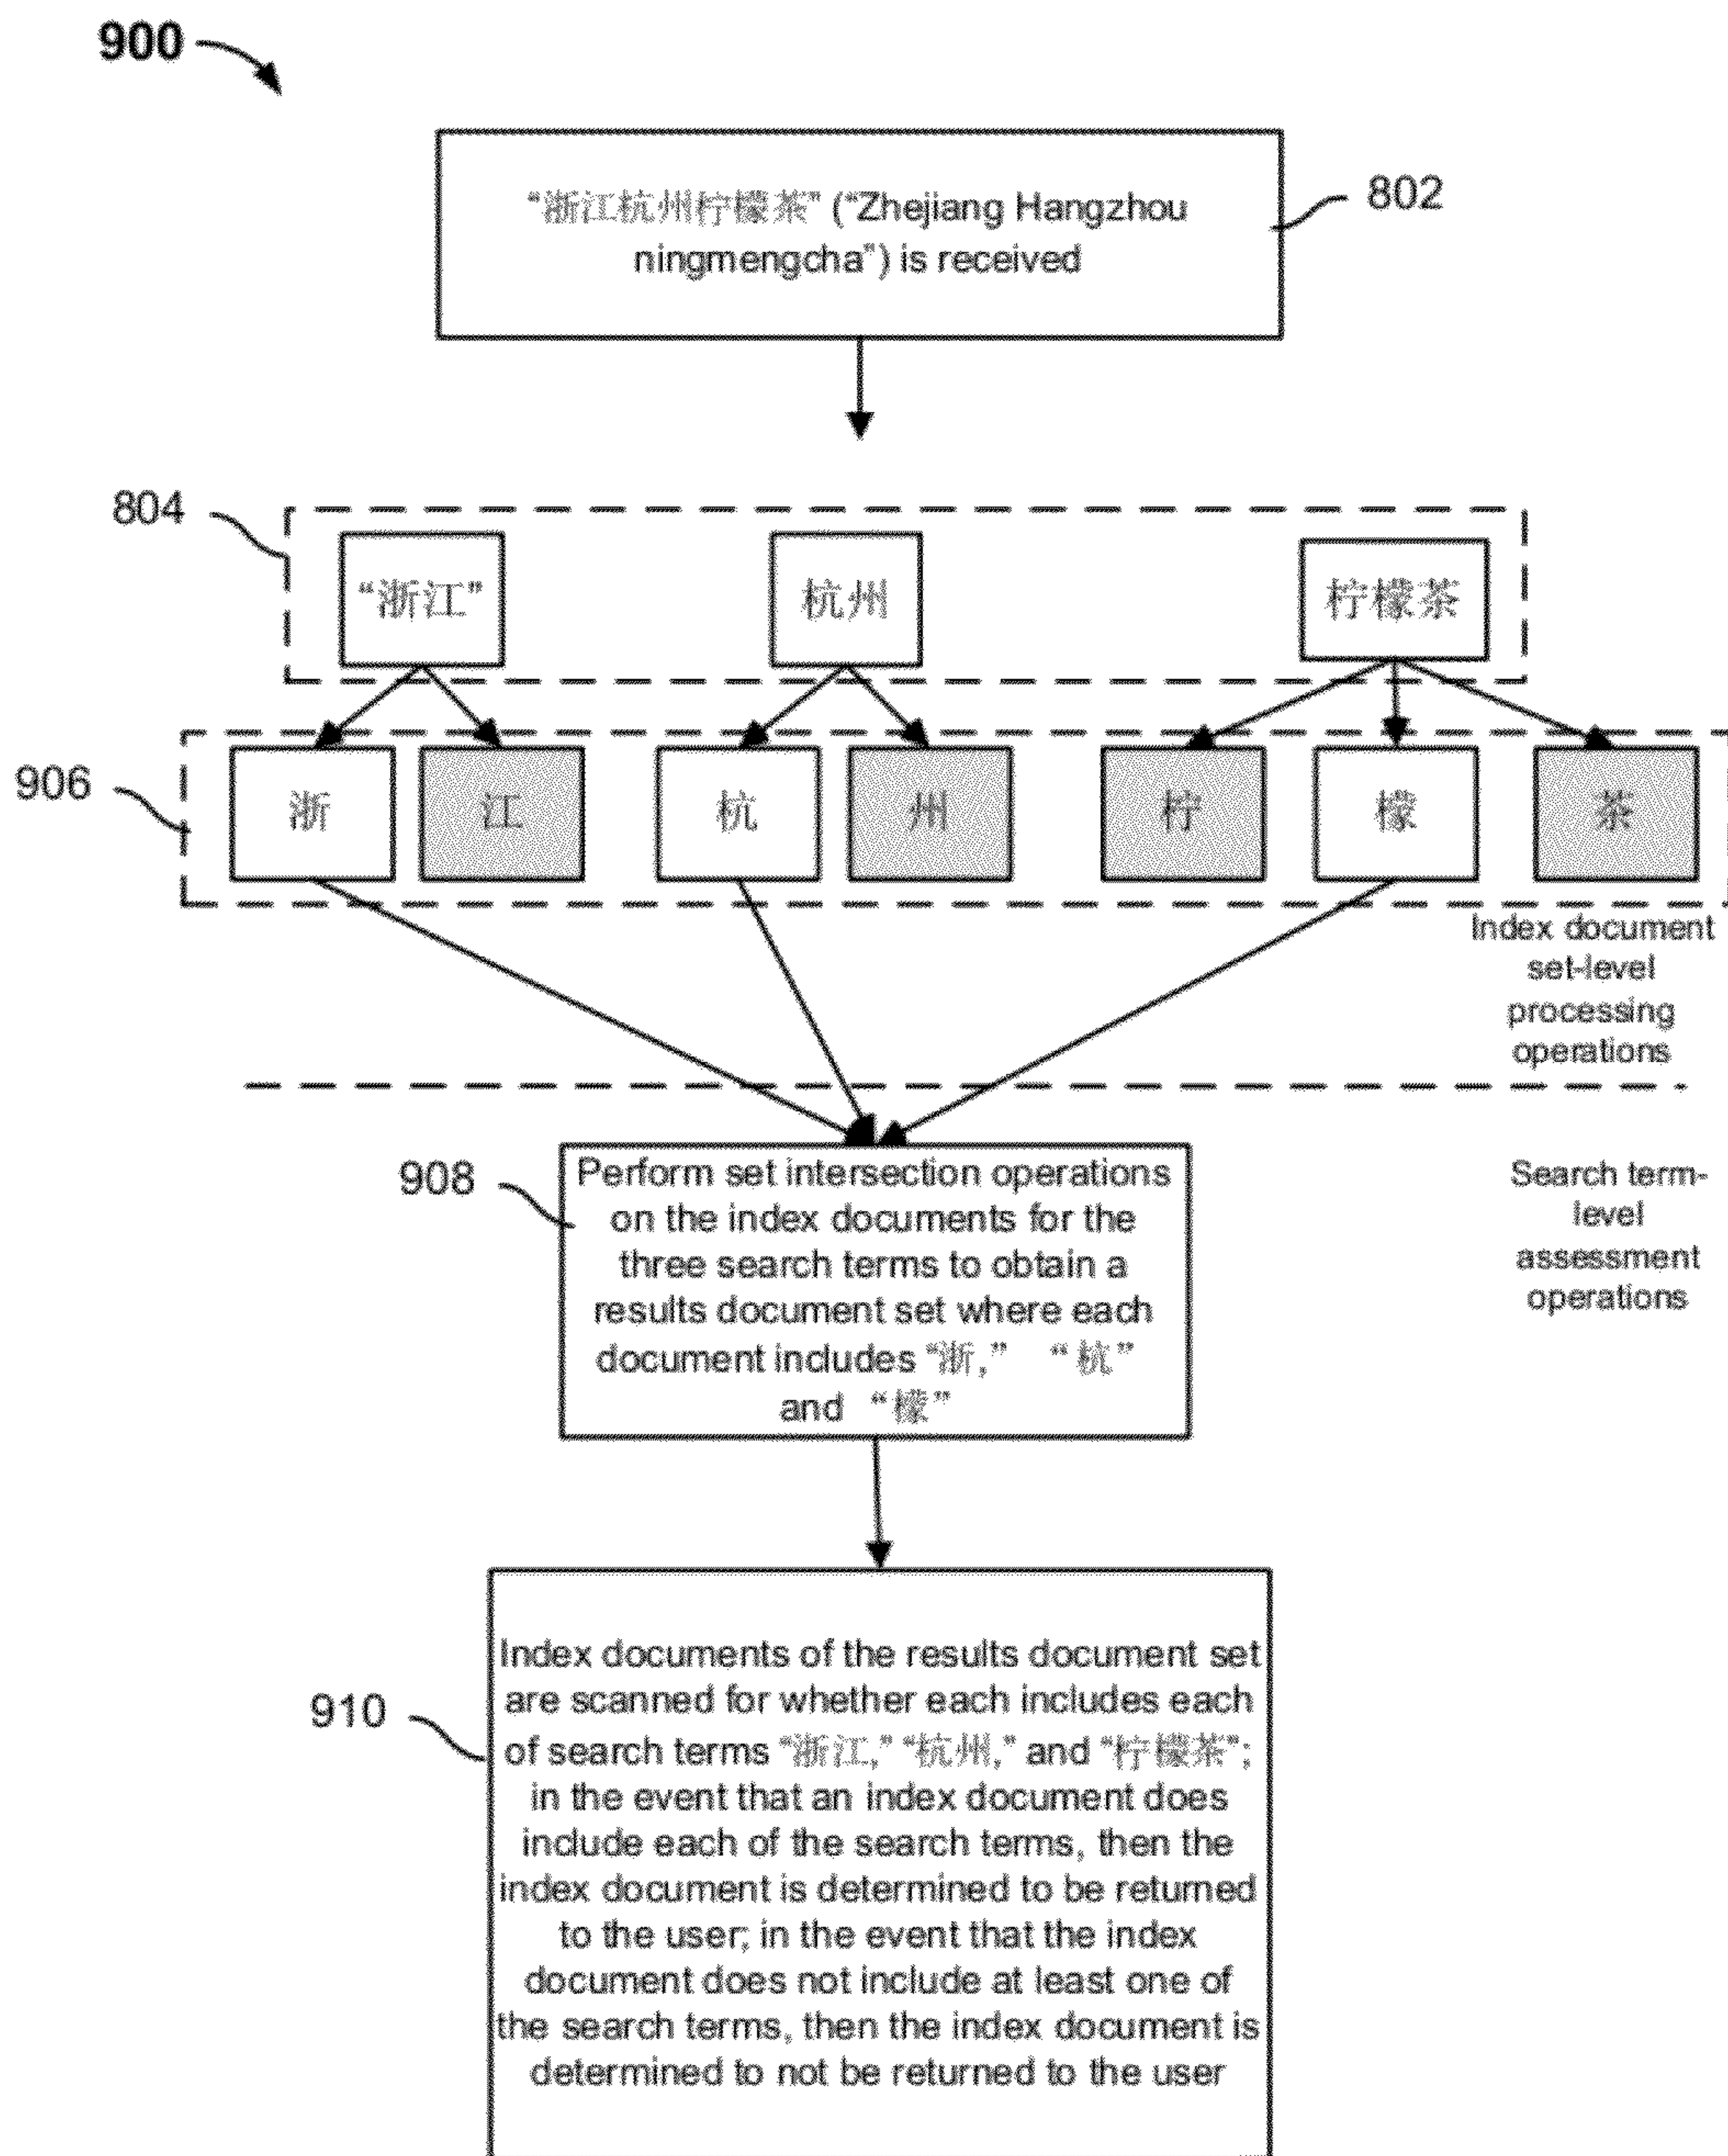 900
“浙江杭州柠檬茶” (“Zhejiang Hangzhou
ningmengcha”) is received
802
804
“浙江”
杭州
柠檬茶
906
浙
江
杭
州
柠
檬
茶
Index document
set-level
processing
operations
908
Perform set intersection operations
on the index documents for the
three search terms to obtain a
results document set where each
document includes “浙,” “杭”
and “檬”
Search term-
level
assessment
operations
910
Index documents of the results document set
are scanned for whether each includes each
of search terms “浙江,” “杭州,” and “柠檬茶”;
in the event that an index document does
include each of the search terms, then the
index document is determined to be returned
to the user; in the event that the index
document does not include at least one of
the search terms, then the index document is
determined to not be returned to the user